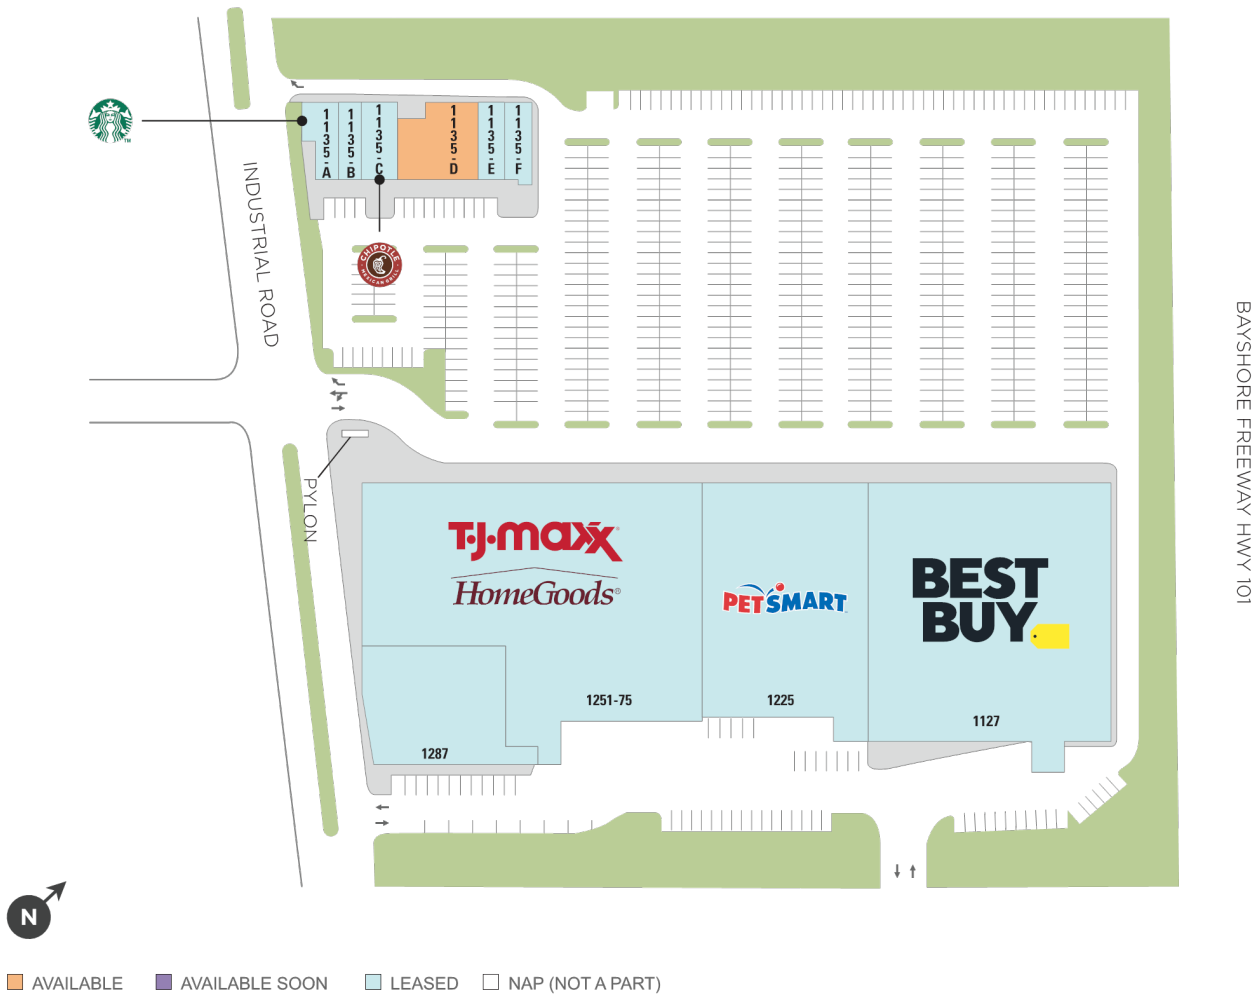 1135-A
1135-B
1135-C
1135-D
1135-E
1135-F
TM
INDUSTRIAL ROAD
CHIPOTLE
MEXICAN GRILL
BAYSHORE FREEWAY HWY 101
PYLON
T·J·maxx®
HomeGoods®
PETSMART
BEST
BUY
1251-75
1225
1127
1287
N
AVAILABLE
AVAILABLE SOON
LEASED
NAP (NOT A PART)